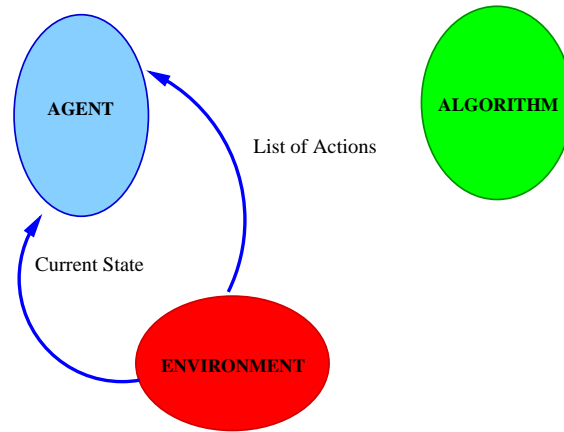 AGENT
ALGORITHM
List of Actions
Current State
ENVIRONMENT